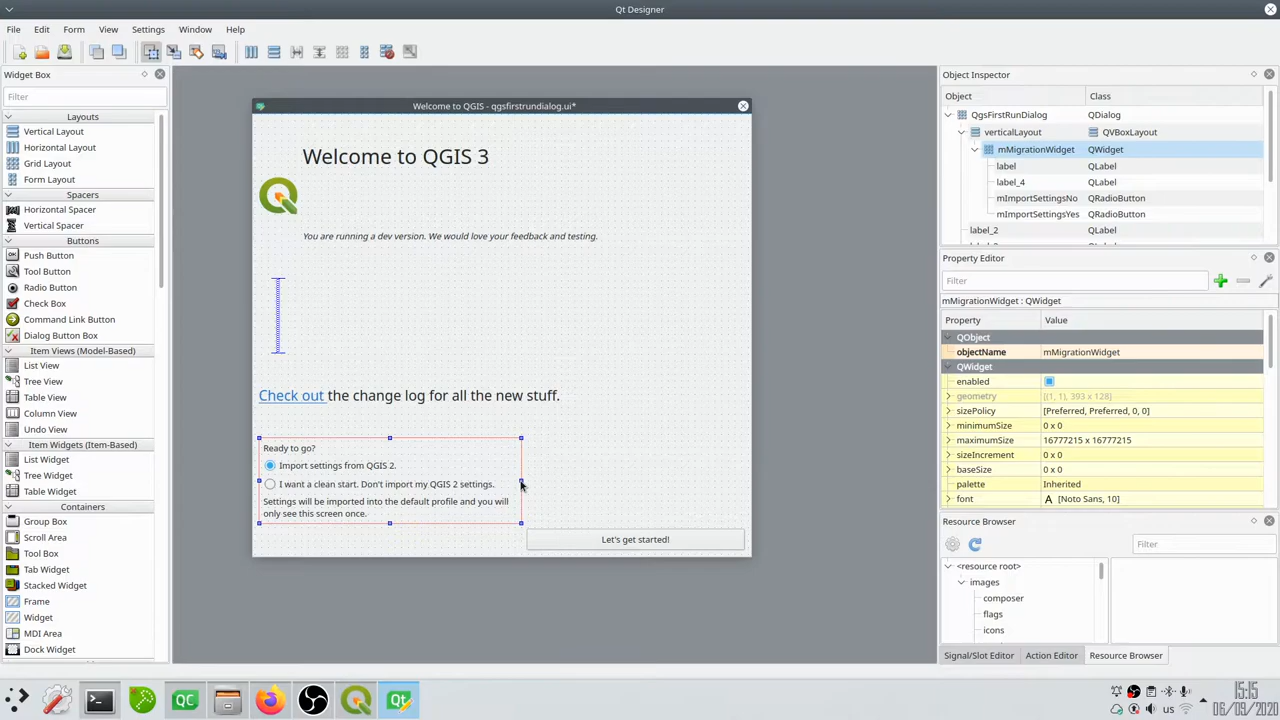 Qt Designer
File Edit Form View Settings Window Help
Widget Box
Filter
Layouts
Vertical Layout
Horizontal Layout
Grid Layout
Form Layout
Spacers
Horizontal Spacer
Vertical Spacer
Buttons
OK
Push Button
Tool Button
Radio Button
Check Box
Command Link Button
Dialog Button Box
Item Views (Model-Based)
List View
Tree View
Table View
Column View
Undo View
Item Widgets (Item-Based)
List Widget
Tree Widget
Table Widget
Containers
Group Box
Scroll Area
Tool Box
Tab Widget
Stacked Widget
Frame
Widget
MDI Area
Dock Widget
Welcome to QGIS - qgsfirstrundialog.ui*
Welcome to QGIS 3
You are running a dev version. We would love your feedback and testing.
Check out the change log for all the new stuff.
Ready to go?
Import settings from QGIS 2.
I want a clean start. Don't import my QGIS 2 settings.
Settings will be imported into the default profile and you will
only see this screen once.
Let's get started!
Object Inspector
Object Class
QgsFirstRunDialog QDialog
verticalLayout QVBoxLayout
mMigrationWidget QWidget
label QLabel
label_4 QLabel
mImportSettingsNo QRadioButton
mImportSettingsYes QRadioButton
label_2 QLabel
Property Editor
Filter
mMigrationWidget : QWidget
Property Value
QObject
objectName mMigrationWidget
QWidget
enabled
geometry [(1, 1), 393 x 128]
sizePolicy [Preferred, Preferred, 0, 0]
minimumSize 0 x 0
maximumSize 16777215 x 16777215
sizeIncrement 0 x 0
baseSize 0 x 0
palette Inherited
font A [Noto Sans, 10]
Resource Browser
Filter
<resource root>
images
composer
flags
icons
Signal/Slot Editor Action Editor Resource Browser
QC
Qt
us
15:15
06/09/2020